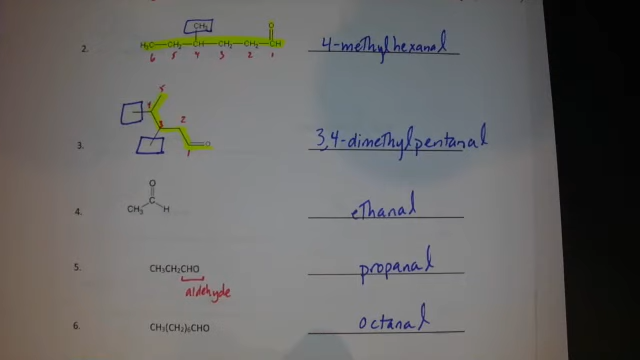 CH₃
O
2. H₃C—CH₂—CH—CH₂—CH₂—CH 4-methylhexanal
6 5 4 3 2 1
5
4
3 2
3. O 3,4-dimethylpentanal
1
O
4. CH₃ C H ethanal
5. CH₃CH₂CHO propanal
aldehyde
6. CH₃(CH₂)₆CHO octanal